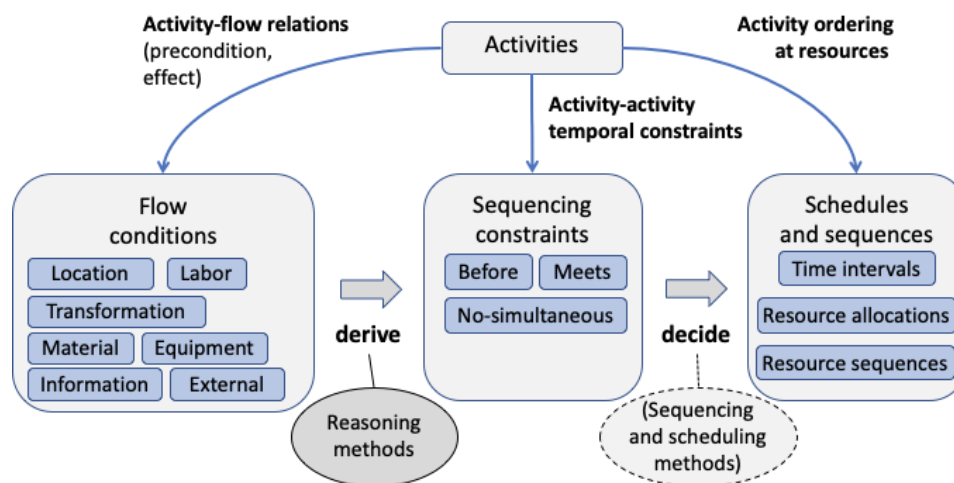 Activity-flow relations
(precondition,
effect)
Activities
Activity ordering
at resources
Activity-activity
temporal constraints
Flow
conditions
Location
Labor
Transformation
Material
Equipment
Information
External
derive
Reasoning
methods
Sequencing
constraints
Before
Meets
No-simultaneous
decide
(Sequencing
and scheduling
methods)
Schedules
and sequences
Time intervals
Resource allocations
Resource sequences